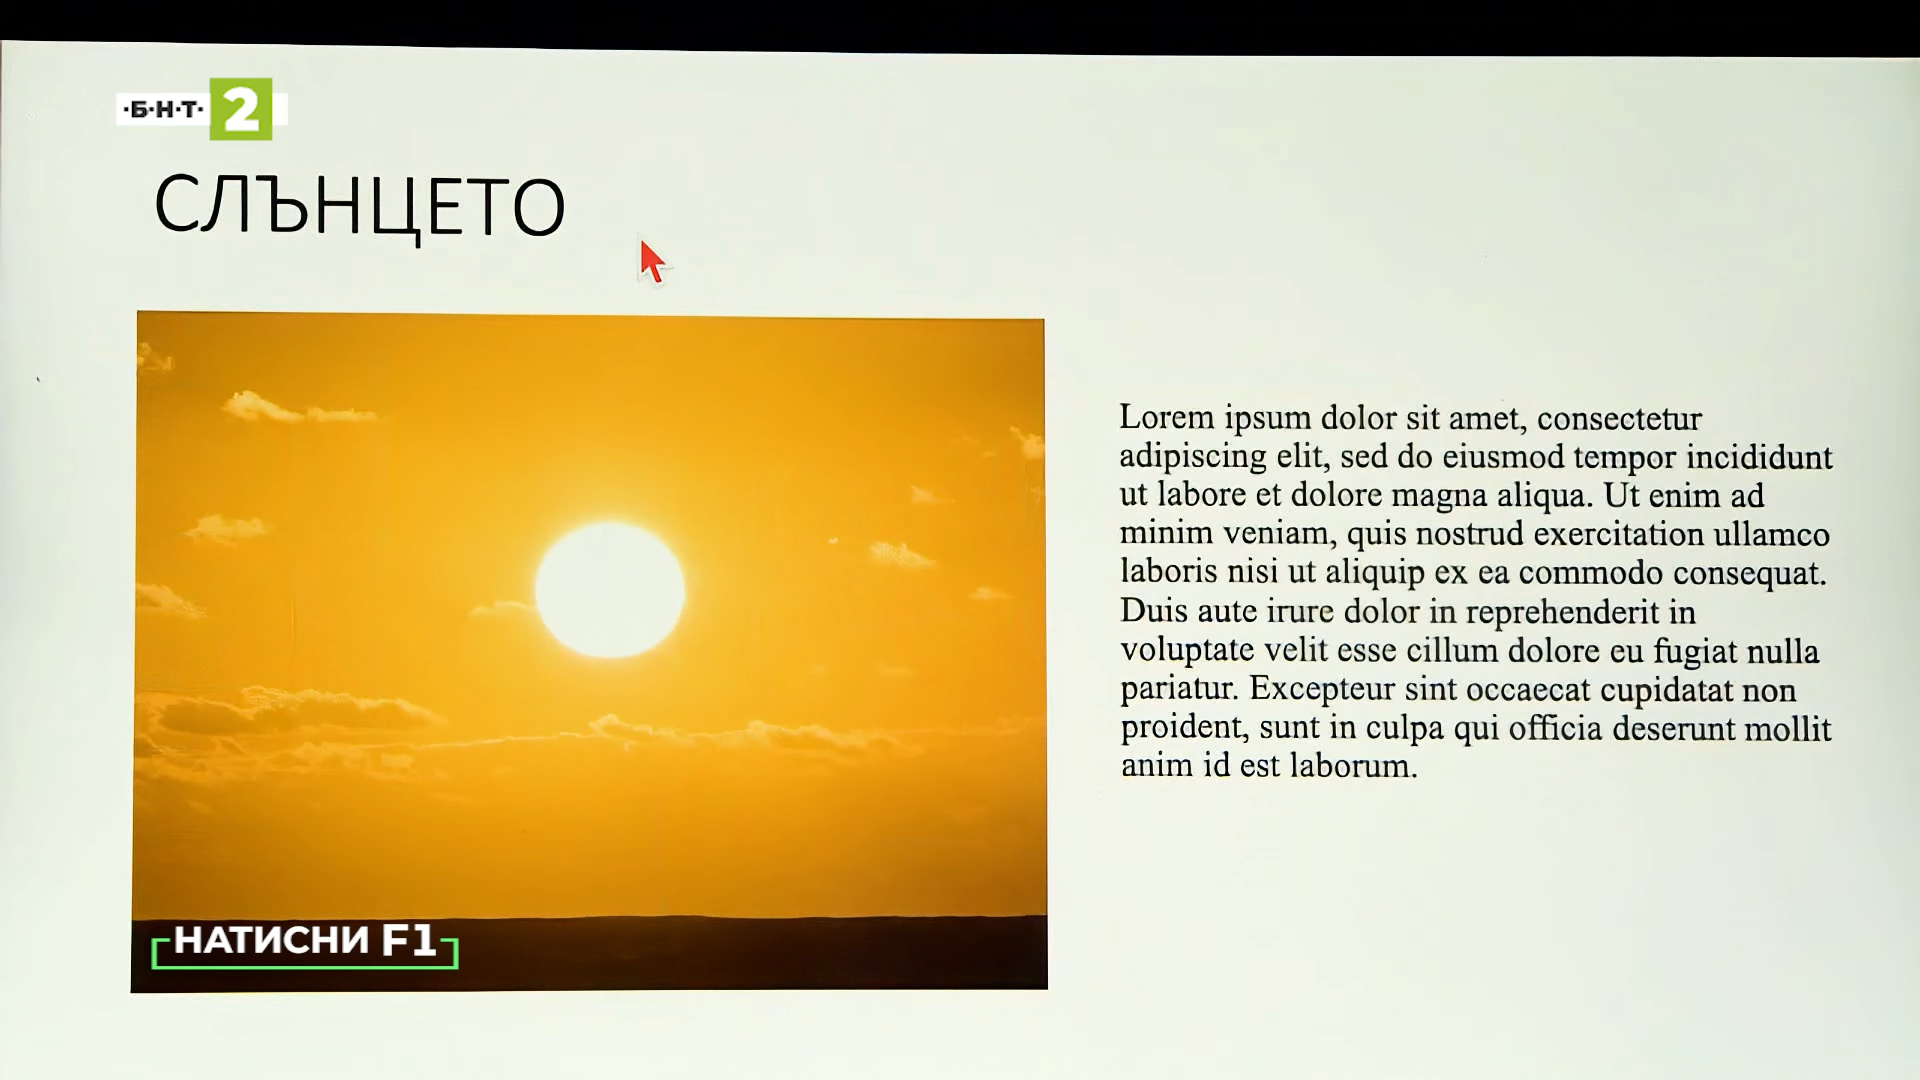 ·Б·Н·Т· 2
СЛЪНЦЕТО
Lorem ipsum dolor sit amet, consectetur
adipiscing elit, sed do eiusmod tempor incididunt
ut labore et dolore magna aliqua. Ut enim ad
minim veniam, quis nostrud exercitation ullamco
laboris nisi ut aliquip ex ea commodo consequat.
Duis aute irure dolor in reprehenderit in
voluptate velit esse cillum dolore eu fugiat nulla
pariatur. Excepteur sint occaecat cupidatat non
proident, sunt in culpa qui officia deserunt mollit
anim id est laborum.
НАТИСНИ F1